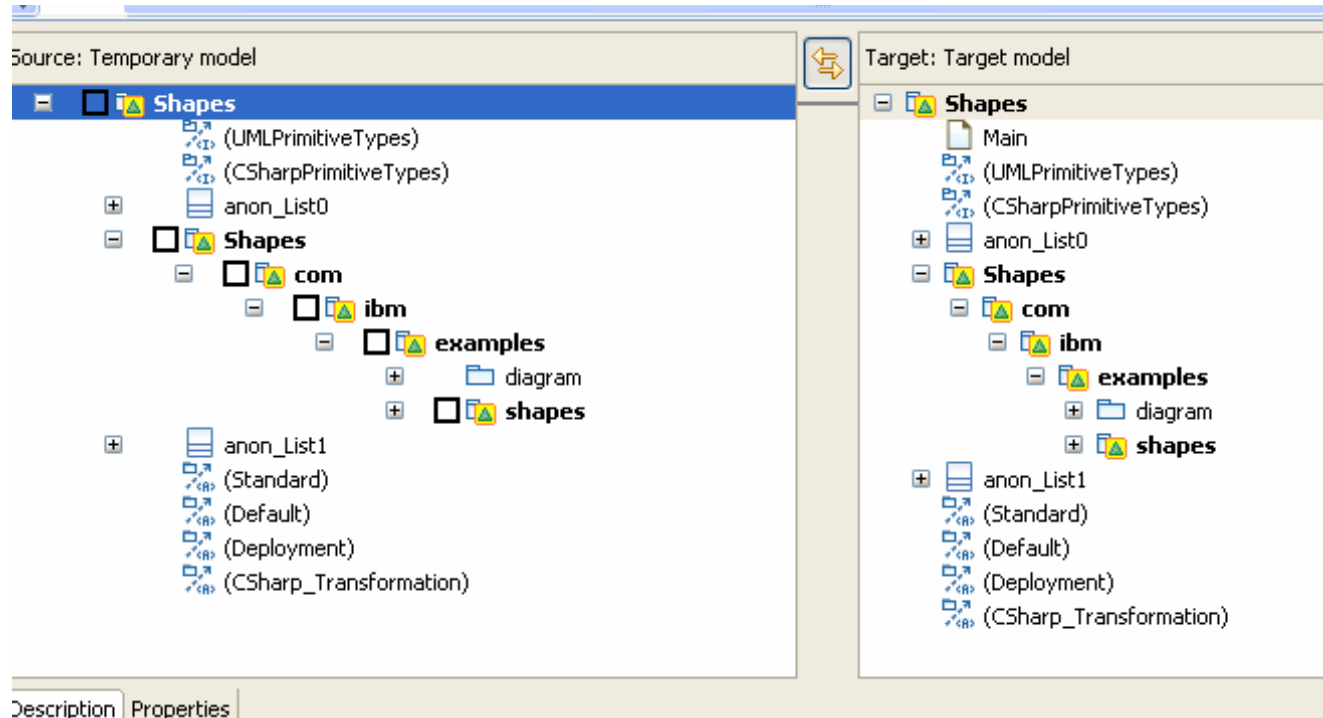 Source: Temporary model
Shapes
(UMLPrimitiveTypes)
(CSharpPrimitiveTypes)
anon_List0
Shapes
com
ibm
examples
diagram
shapes
anon_List1
(Standard)
(Default)
(Deployment)
(CSharp_Transformation)
Target: Target model
Shapes
Main
(UMLPrimitiveTypes)
(CSharpPrimitiveTypes)
anon_List0
Shapes
com
ibm
examples
diagram
shapes
anon_List1
(Standard)
(Default)
(Deployment)
(CSharp_Transformation)
Description Properties